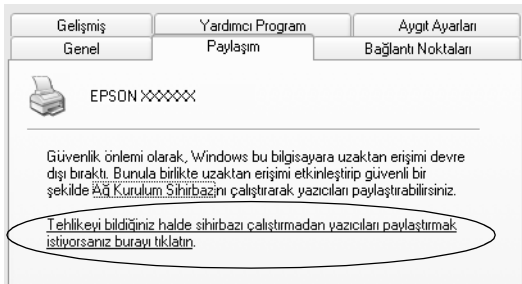 Gelişmiş Yardımcı Program Aygıt Ayarları
Genel Paylaşım Bağlantı Noktaları
EPSON XXXXXX
Güvenlik önlemi olarak, Windows bu bilgisayara uzaktan erişimi devre
dışı bıraktı. Bunula birlikte uzaktan erişimi etkinleştirip güvenli bir
şekilde Ağ Kurulum Sihirbazını çalıştırarak yazıcıları paylaştırabilirsiniz.
Tehlikeyi bildiğiniz halde sihirbazı çalıştırmadan yazıcıları paylaştırmak
istiyorsanız burayı tıklatın.